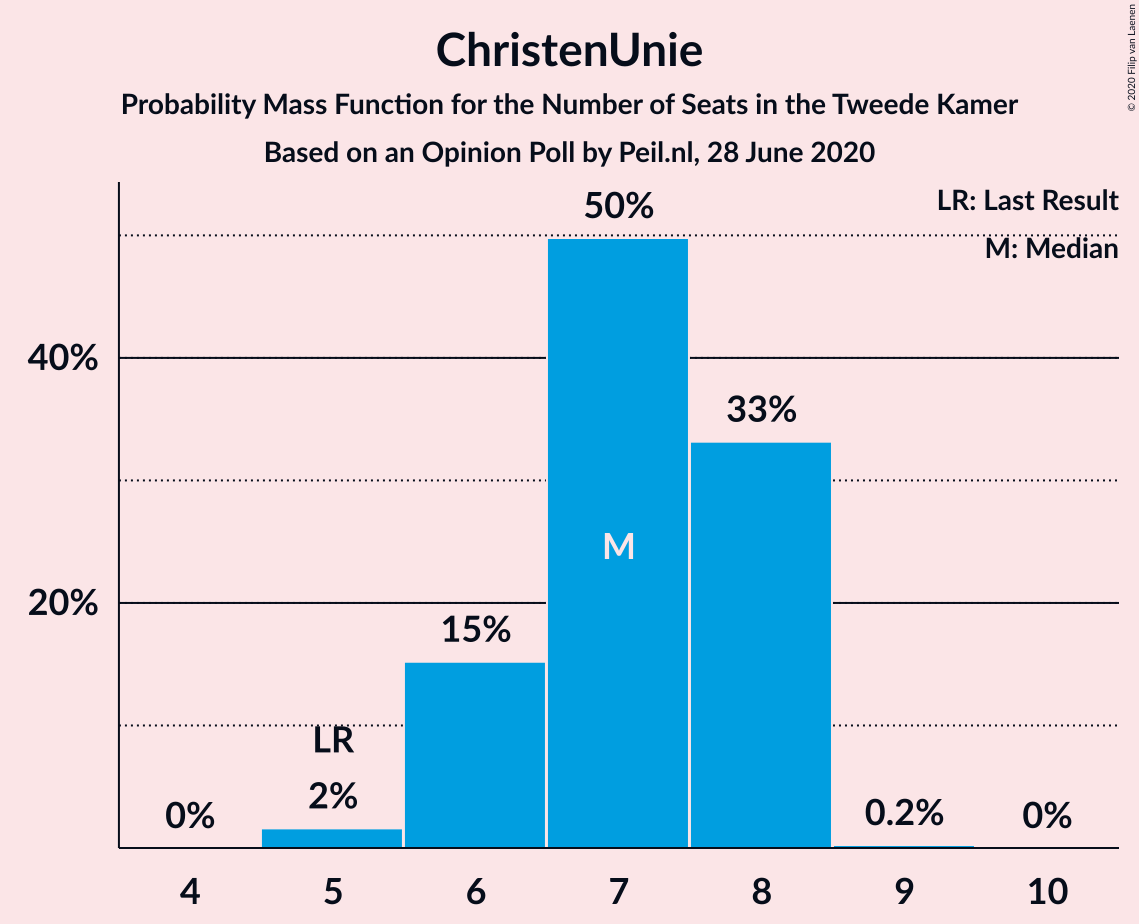 ChristenUnie
Probability Mass Function for the Number of Seats in the Tweede Kamer
Based on an Opinion Poll by Peil.nl, 28 June 2020
© 2020 Filip van Laenen
LR: Last Result
M: Median
50%
40%
33%
M
20%
15%
LR
2%
0%
0.2%
0%
4 5 6 7 8 9 10